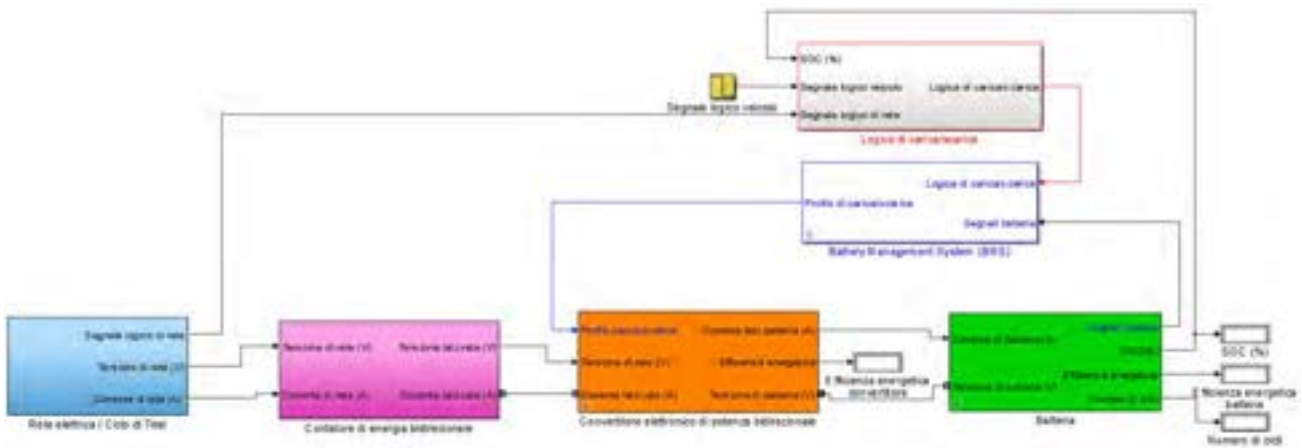 SOC (%)
Segnale logico veicolo
Logica di carica/scarica
Segnale logico di rete
Segnale logico veicolo
Logica di carica/scarica
Logica di carica/scarica
Profilo di carica/scarica
Segnali batteria
Battery Management System (BMS)
Segnale logico di rete
Tensione di rete (V)
Corrente di rete (A)
Rete elettrica / Ciclo di Test
Tensione di rete (V)
Tensione lato rete (V)
Corrente di rete (A)
Corrente lato rete (A)
Contatore di energia bidirezionale
Profilo carica/scarica
Corrente lato batteria (A)
Tensione di rete (V)
Efficienza energetica
Corrente lato rete (A)
Tensione di batteria (V)
Convertitore elettronico di potenza bidirezionale
Efficienza energetica
convertitore
Corrente di batteria (A)
Segnali batteria
Efficienza energetica
Tensione di batteria (V)
Numero di cicli
Batteria
SOC (%)
Efficienza energetica
batteria
Numero di cicli